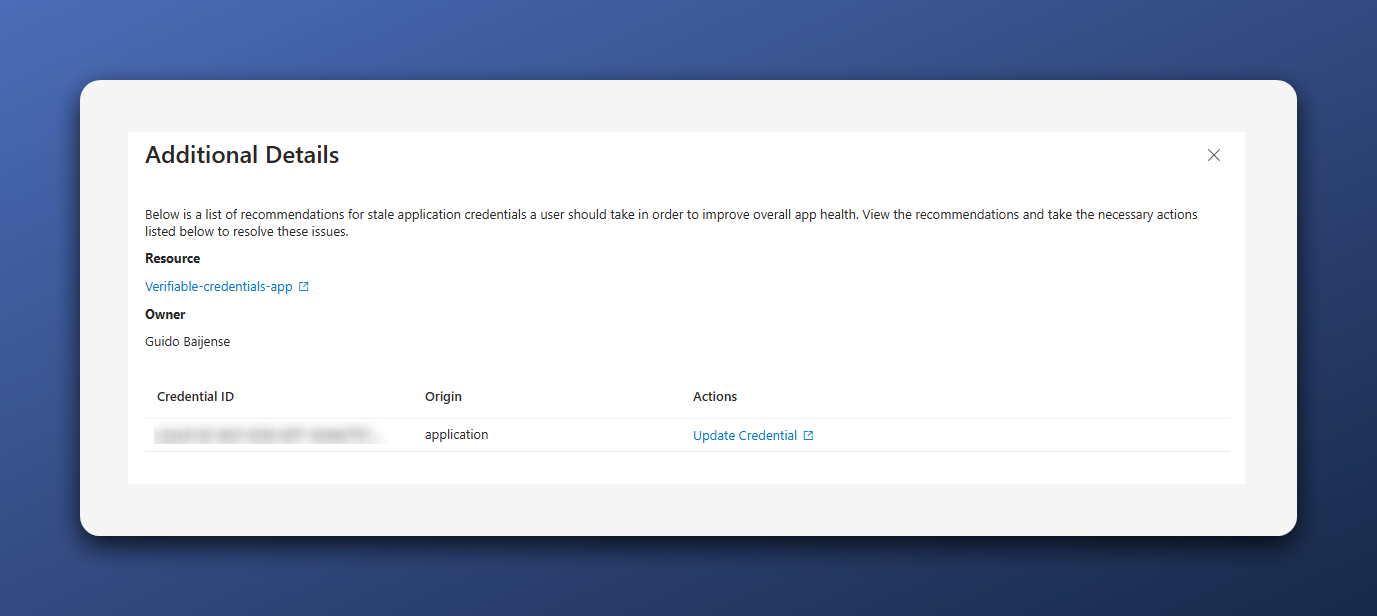 Additional Details
Below is a list of recommendations for stale application credentials a user should take in order to improve overall app health. View the recommendations and take the necessary actions
listed below to resolve these issues.
Resource
Verifiable-credentials-app
Owner
Guido Baijense
Credential ID Origin Actions
application Update Credential